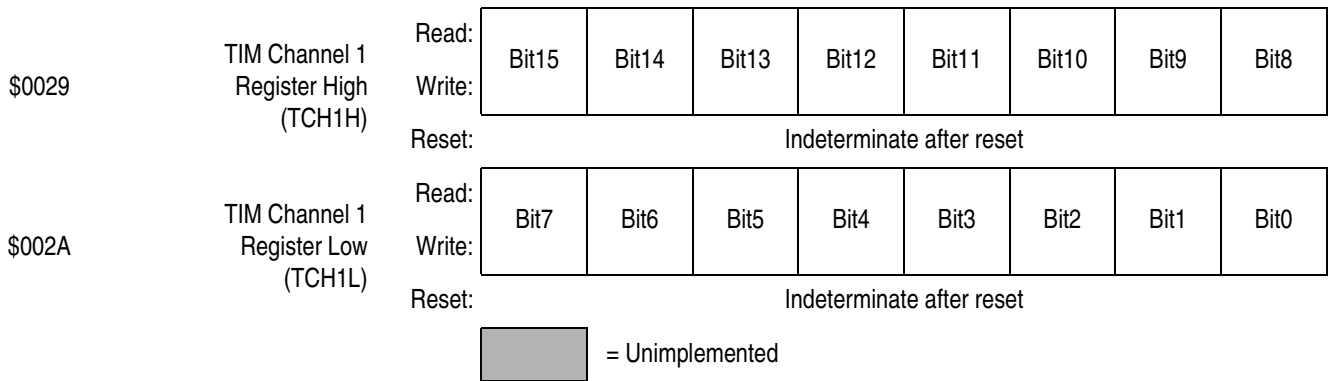 $0029
TIM Channel 1
Register High
(TCH1H)
Read:
Write:
Bit15 Bit14 Bit13 Bit12 Bit11 Bit10 Bit9 Bit8
Reset: Indeterminate after reset
$002A
TIM Channel 1
Register Low
(TCH1L)
Read:
Write:
Bit7 Bit6 Bit5 Bit4 Bit3 Bit2 Bit1 Bit0
Reset: Indeterminate after reset
= Unimplemented